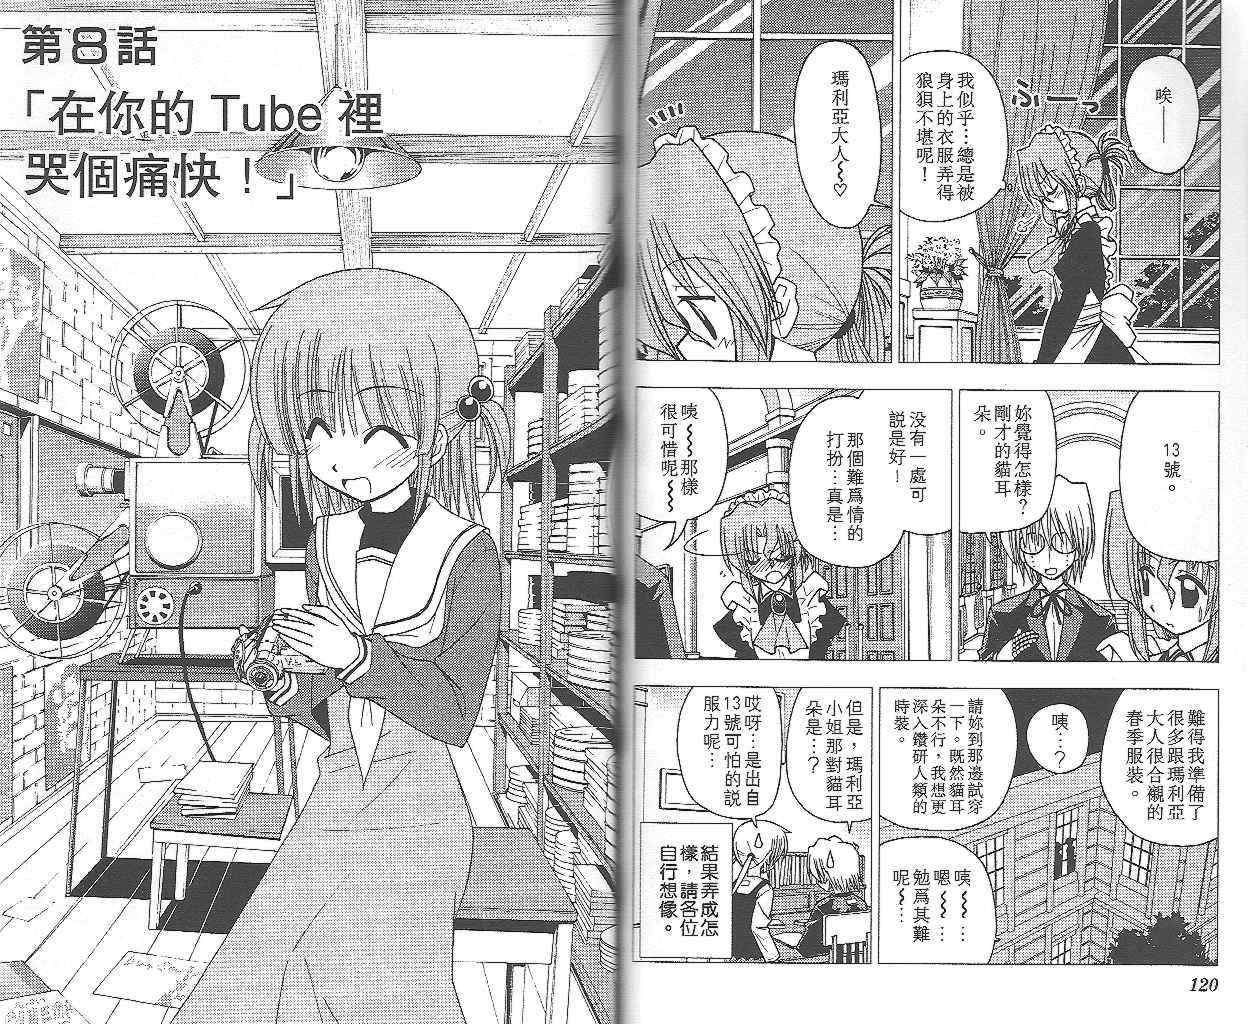 唉——
我似乎…總是被
身上的衣服弄得
狼狽不堪呢！
ふーっ
瑪利亞大人～～♡
13
號。
妳覺得怎樣？
剛才的貓耳
朵。
沒有一處可
說是好！
那個難為情的
打扮…真是…
咦～～那樣
很可惜呢～
難得我準備了
很多跟瑪利亞
大人很合襯的
春季服裝。
咦…？
請妳到那邊試穿
一下。既然貓耳
朵不行，我想更
深入鑽研人類的
時裝。
咦～～…
嗯～～…
勉為其難
呢～…
但是，瑪利亞
小姐那對貓耳
朵是…？
哎呀…是出自
13號可怕的說
服力呢…
結果弄成怎
樣，請各位
自行想像。
120
第8話
「在你的 Tube 裡
哭個痛快！」